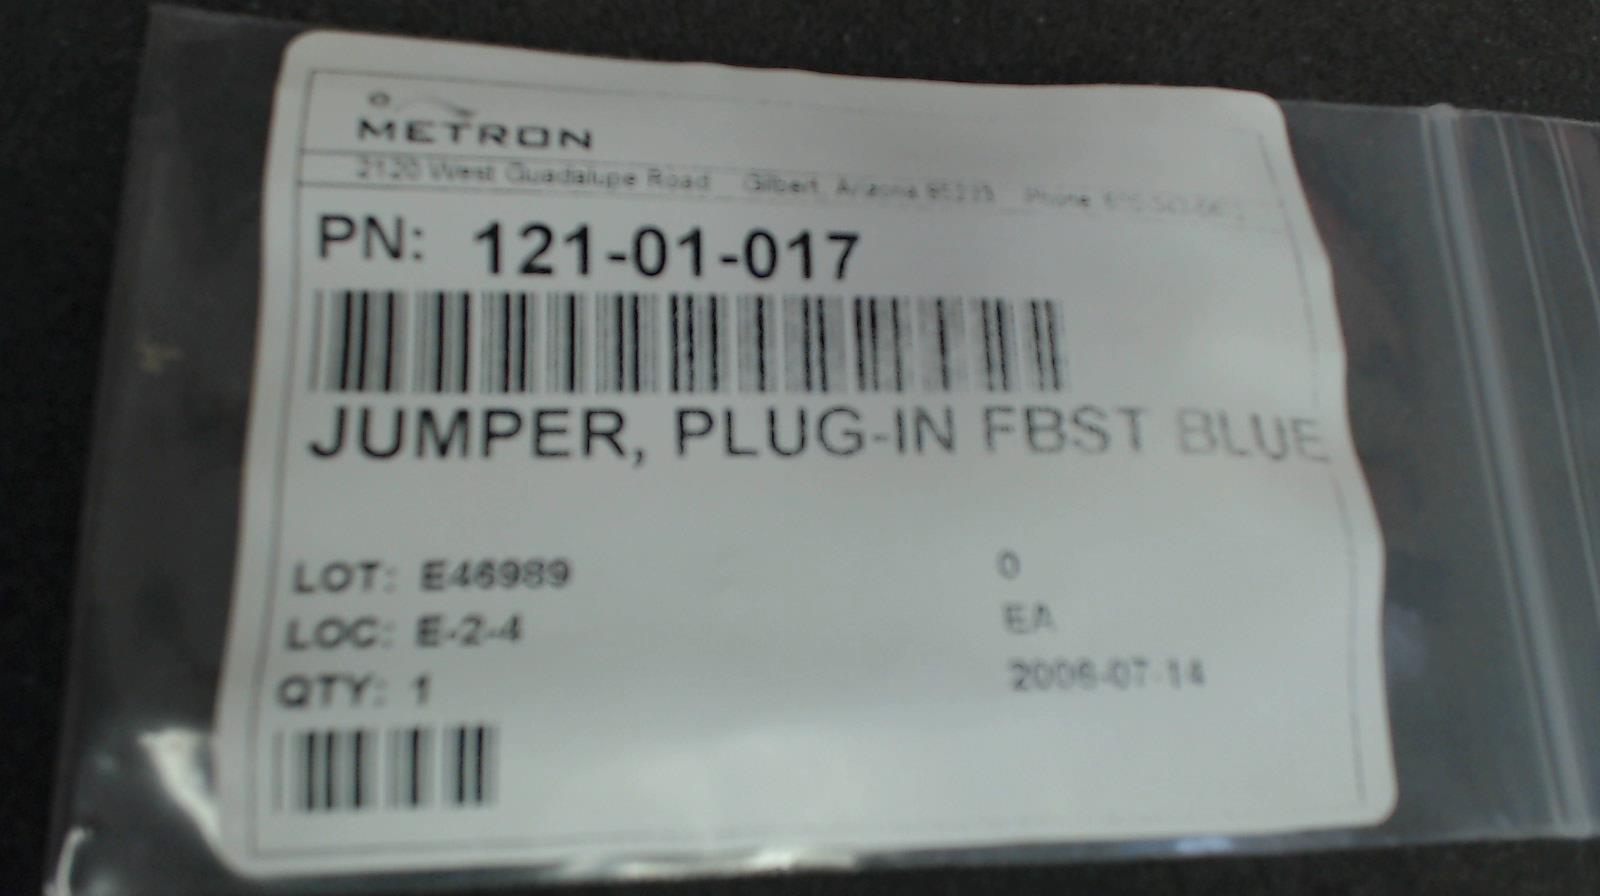 METRON
2120 West Guadalupe Road Gilbert, Arizona 85233 Phone
PN: 121-01-017
JUMPER, PLUG-IN FBST BLUE
LOT: E46989 0
LOC: E-2-4 EA
QTY: 1 2006-07-14